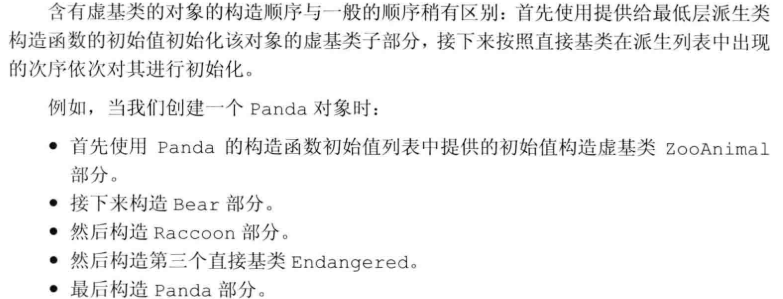 含有虚基类的对象的构造顺序与一般的顺序稍有区别：首先使用提供给最低层派生类
构造函数的初始值初始化该对象的虚基类子部分，接下来按照直接基类在派生列表中出现
的次序依次对其进行初始化。
例如，当我们创建一个 Panda 对象时：
● 首先使用 Panda 的构造函数初始值列表中提供的初始值构造虚基类 ZooAnimal
部分。
● 接下来构造 Bear 部分。
● 然后构造 Raccoon 部分。
● 然后构造第三个直接基类 Endangered。
● 最后构造 Panda 部分。